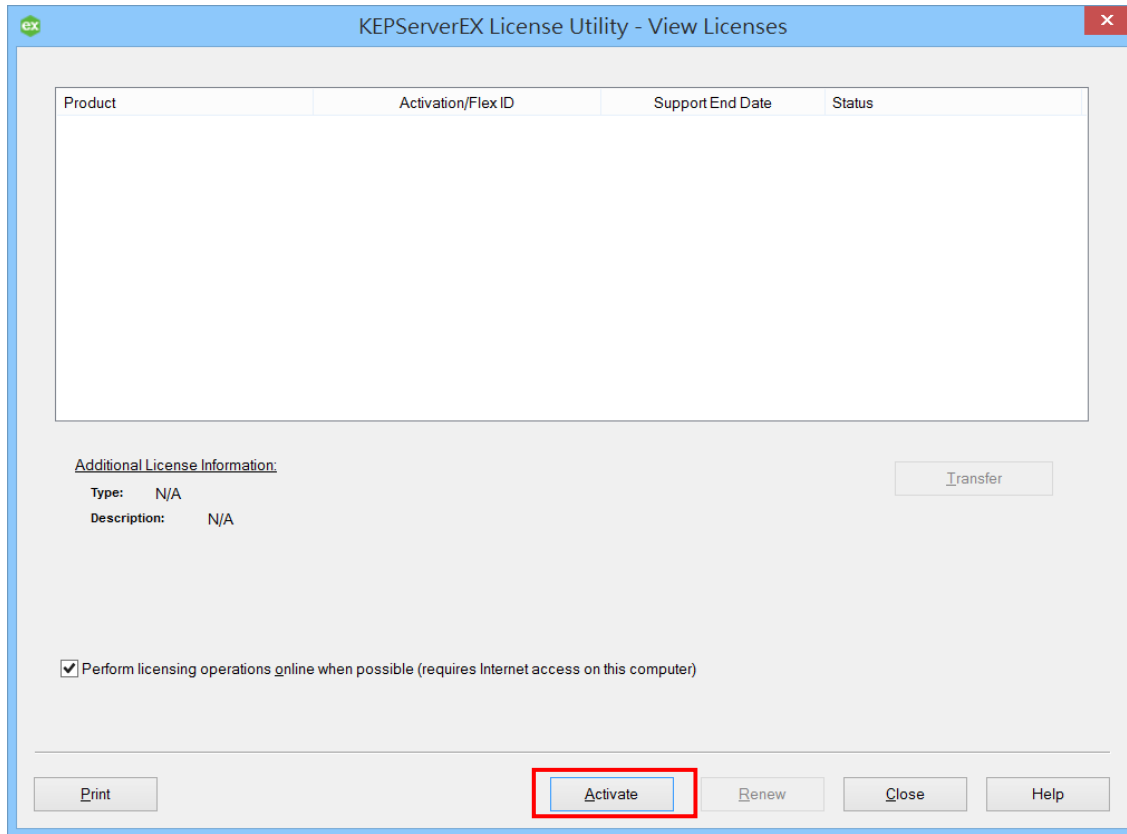 ex
KEPServerEX License Utility - View Licenses
x
Product Activation/Flex ID Support End Date Status
Additional License Information:
Transfer
Type: N/A
Description: N/A
Perform licensing operations online when possible (requires Internet access on this computer)
Print Activate Renew Close Help